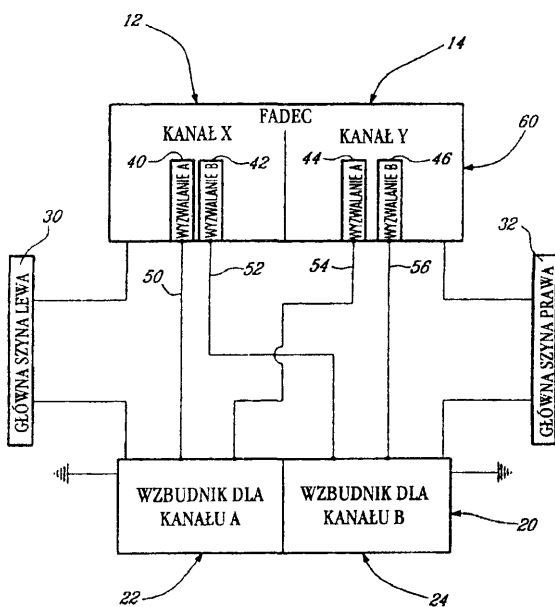 12
14
FADEC
KANAŁ X
KANAŁ Y
60
40
42
44
46
WYZWALANIE A
WYZWALANIE B
WYZWALANIE A
WYZWALANIE B
30
32
50
52
54
56
GŁÓWNA SZYNA LEWA
GŁÓWNA SZYNA PRAWA
WZBUDNIK DLA
KANAŁU A
WZBUDNIK DLA
KANAŁU B
20
22
24